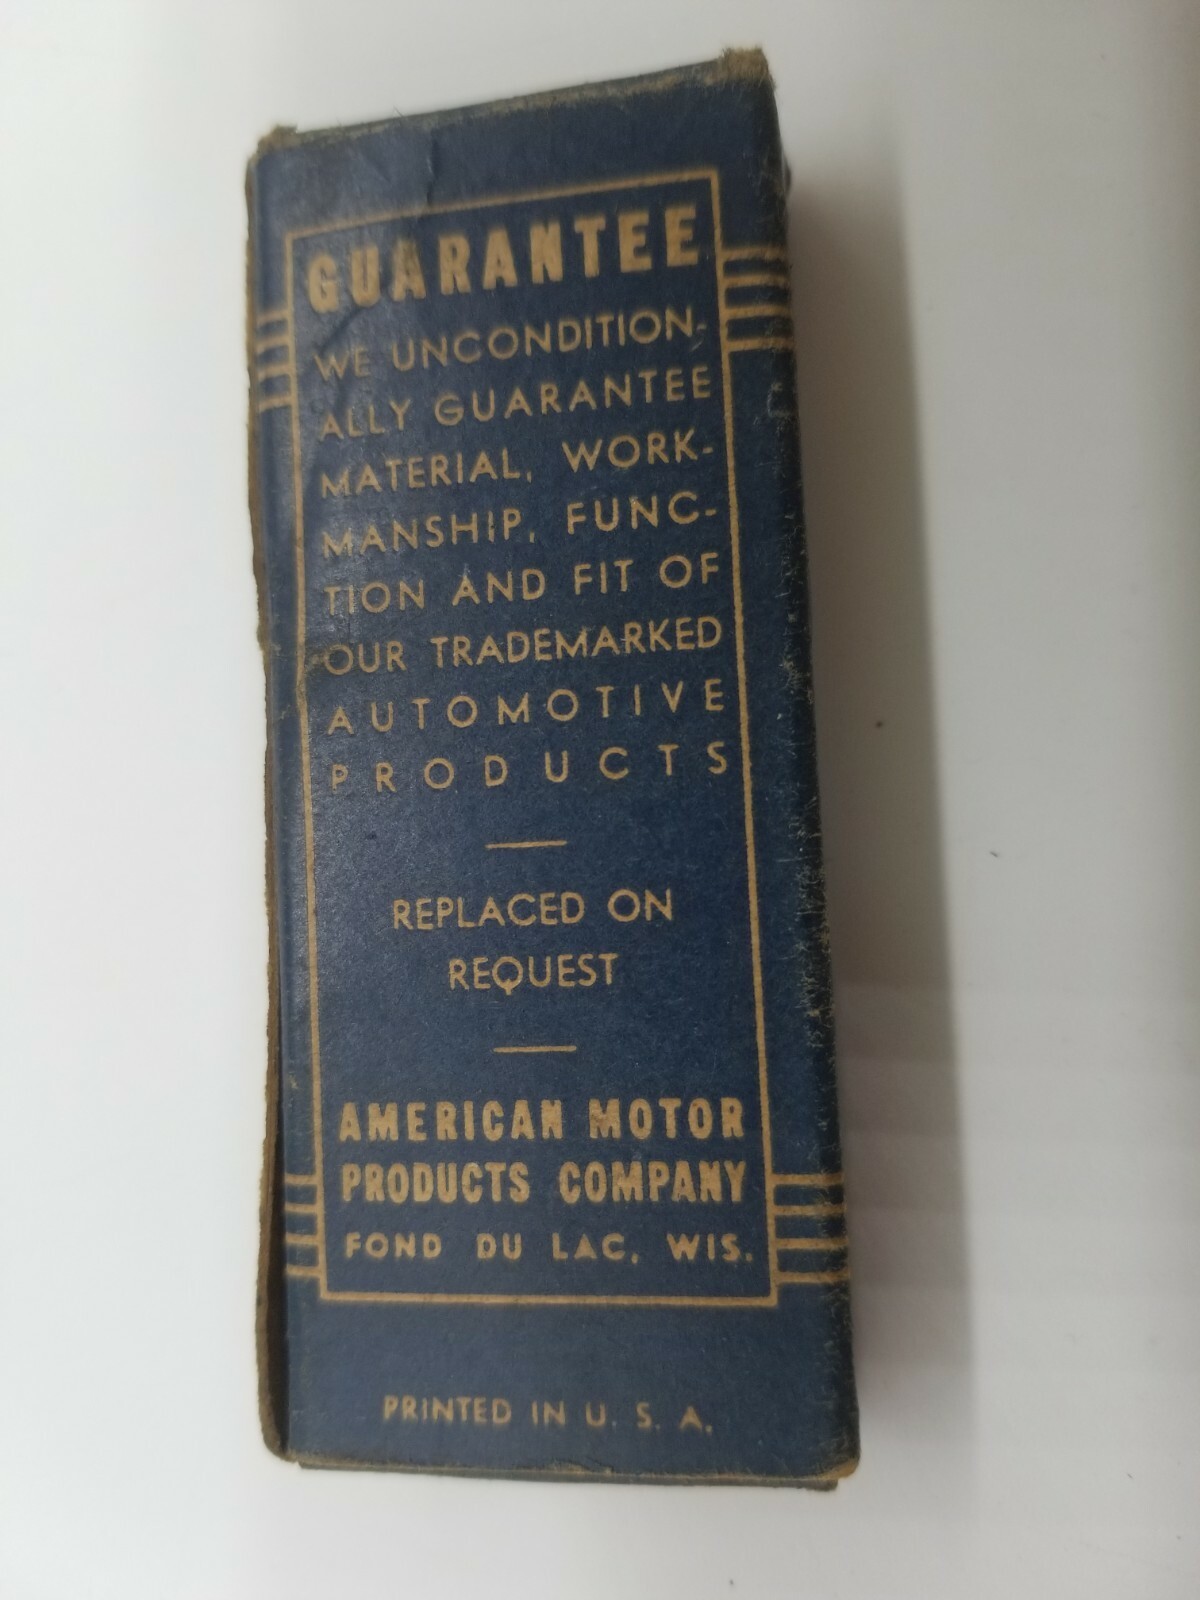 GUARANTEE
WE UNCONDITION-
ALLY GUARANTEE
MATERIAL, WORK-
MANSHIP, FUNC-
TION AND FIT OF
OUR TRADEMARKED
AUTOMOTIVE
PRODUCTS
REPLACED ON
REQUEST
AMERICAN MOTOR
PRODUCTS COMPANY
FOND DU LAC, WIS.
PRINTED IN U. S. A.